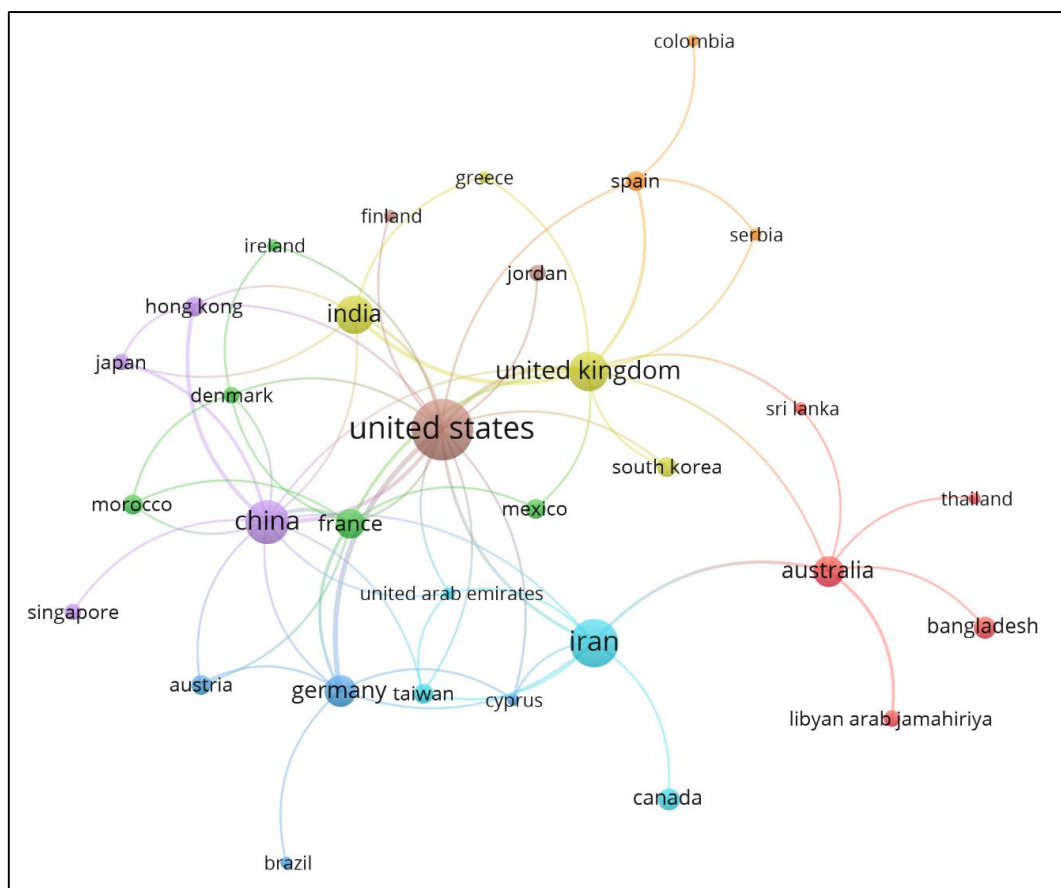 colombia
greece
spain
finland
serbia
ireland
jordan
hong kong
india
japan
united kingdom
denmark
sri lanka
united states
south korea
morocco
thailand
mexico
china
france
australia
united arab emirates
singapore
bangladesh
iran
austria
germany
taiwan
cyprus
libyan arab jamahiriya
canada
brazil